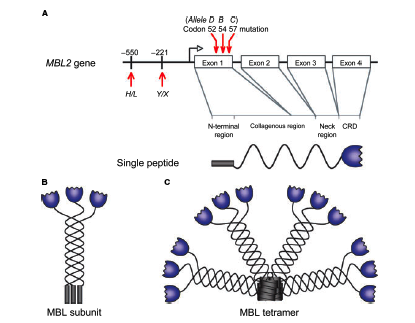 A
(Allele D B C)
Codon 52 54 57 mutation
−550
−221
MBL2 gene
Exon 1
Exon 2
Exon 3
Exon 4i
H/L
Y/X
N-terminal region
Collagenous region
Neck region
CRD
Single peptide
B
C
MBL subunit
MBL tetramer